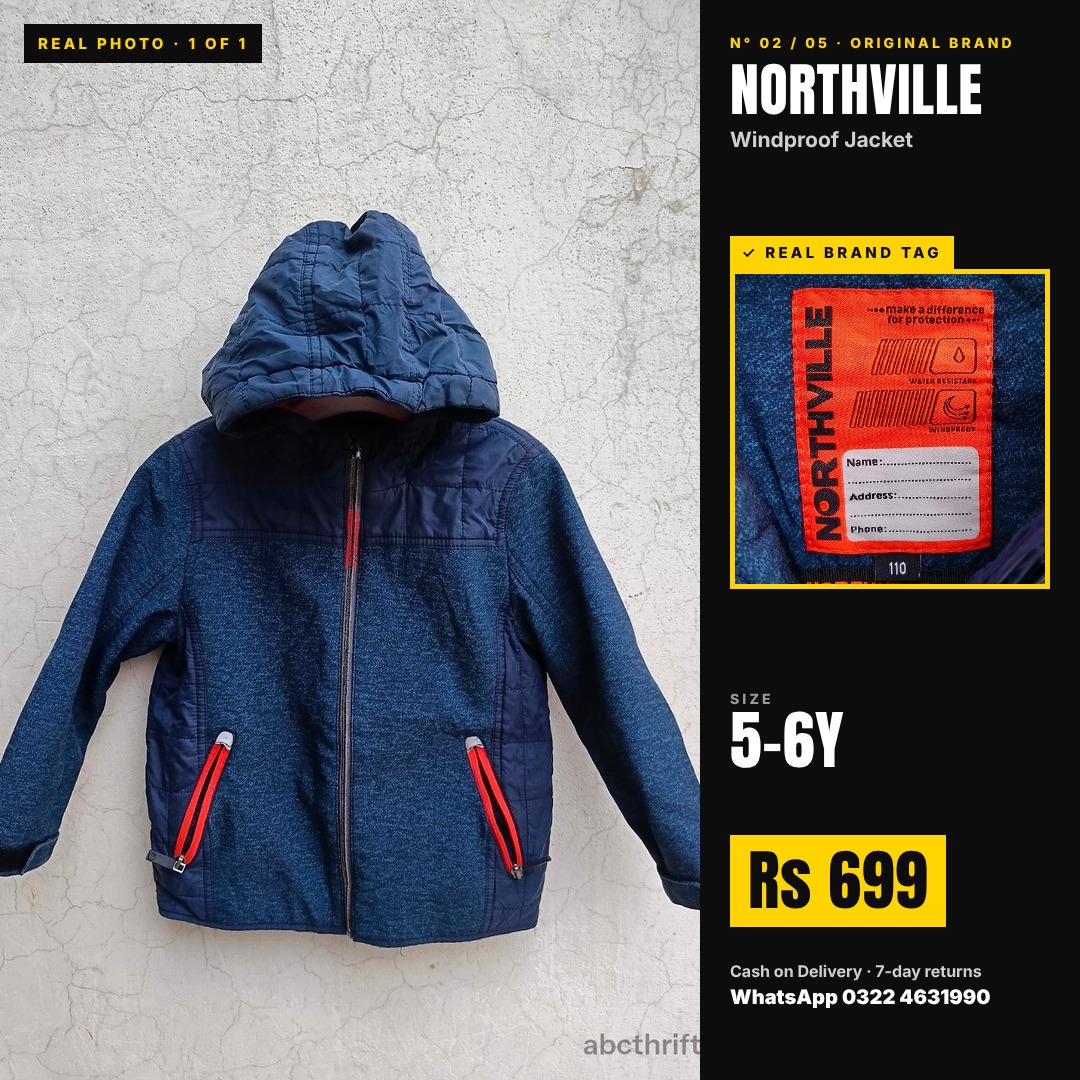 REAL PHOTO · 1 OF 1
N° 02 / 05 · ORIGINAL BRAND
NORTHVILLE
Windproof Jacket
✓ REAL BRAND TAG
NORTHVILLE
make a difference
for protection
WATER RESISTANT
WINDPROOF
Name:
Address:
Phone:
110
SIZE
5-6Y
Rs 699
Cash on Delivery · 7-day returns
WhatsApp 0322 4631990
abcthrift